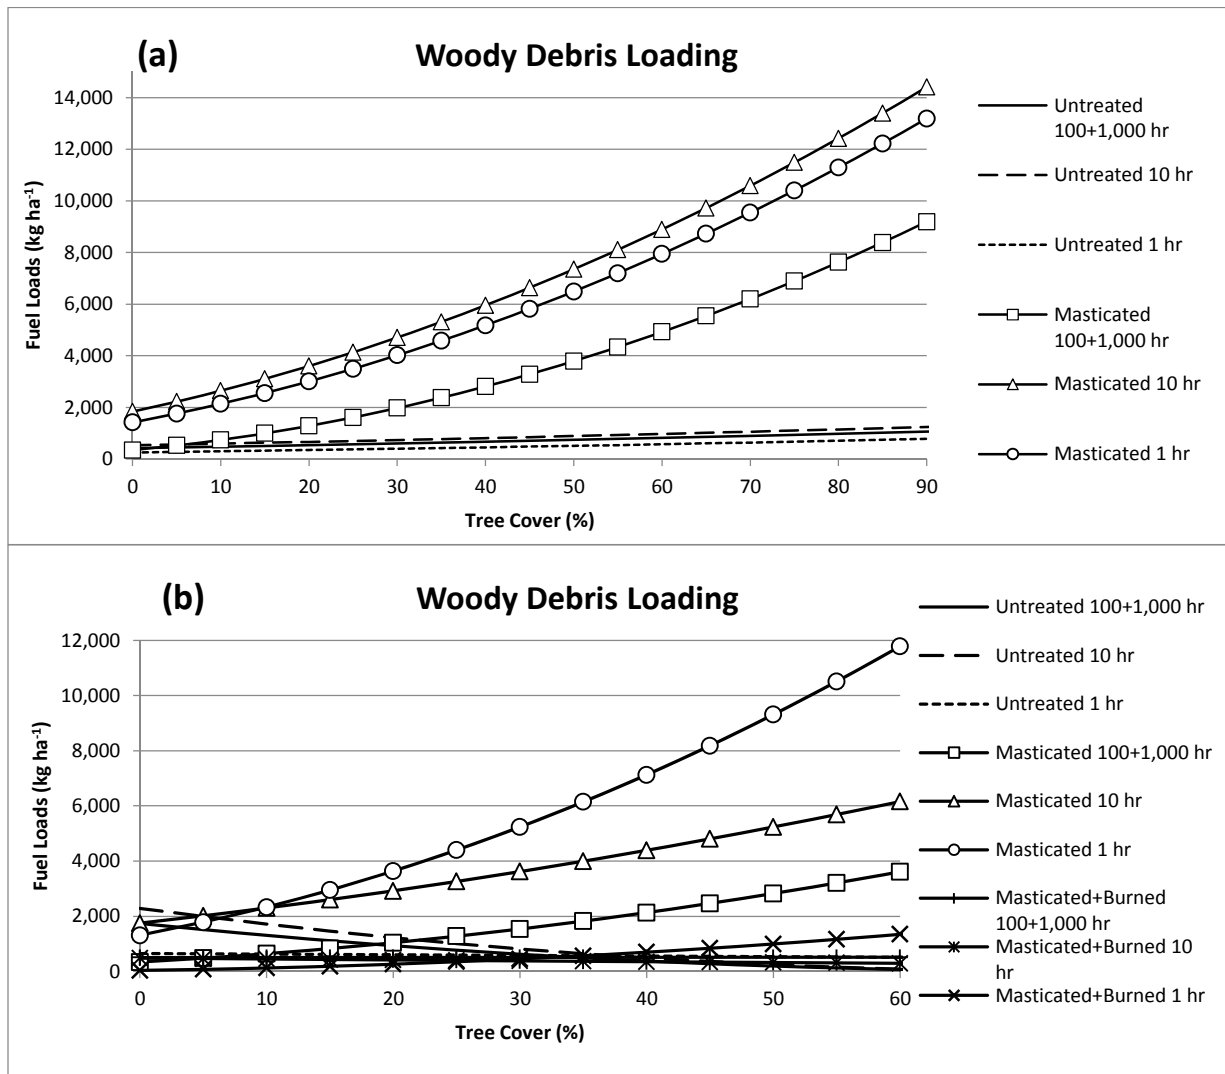 (a)
Woody Debris Loading
14,000
12,000
10,000
8,000
6,000
4,000
2,000
0
Fuel Loads (kg ha⁻¹)
0 10 20 30 40 50 60 70 80 90
Tree Cover (%)
Untreated
100+1,000 hr
Untreated 10 hr
Untreated 1 hr
Masticated
100+1,000 hr
Masticated 10 hr
Masticated 1 hr
(b)
Woody Debris Loading
12,000
10,000
8,000
6,000
4,000
2,000
0
Fuel Loads (kg ha⁻¹)
0 10 20 30 40 50 60
Tree Cover (%)
Untreated 100+1,000 hr
Untreated 10 hr
Untreated 1 hr
Masticated 100+1,000 hr
Masticated 10 hr
Masticated 1 hr
Masticated+Burned
100+1,000 hr
Masticated+Burned 10
hr
Masticated+Burned 1 hr